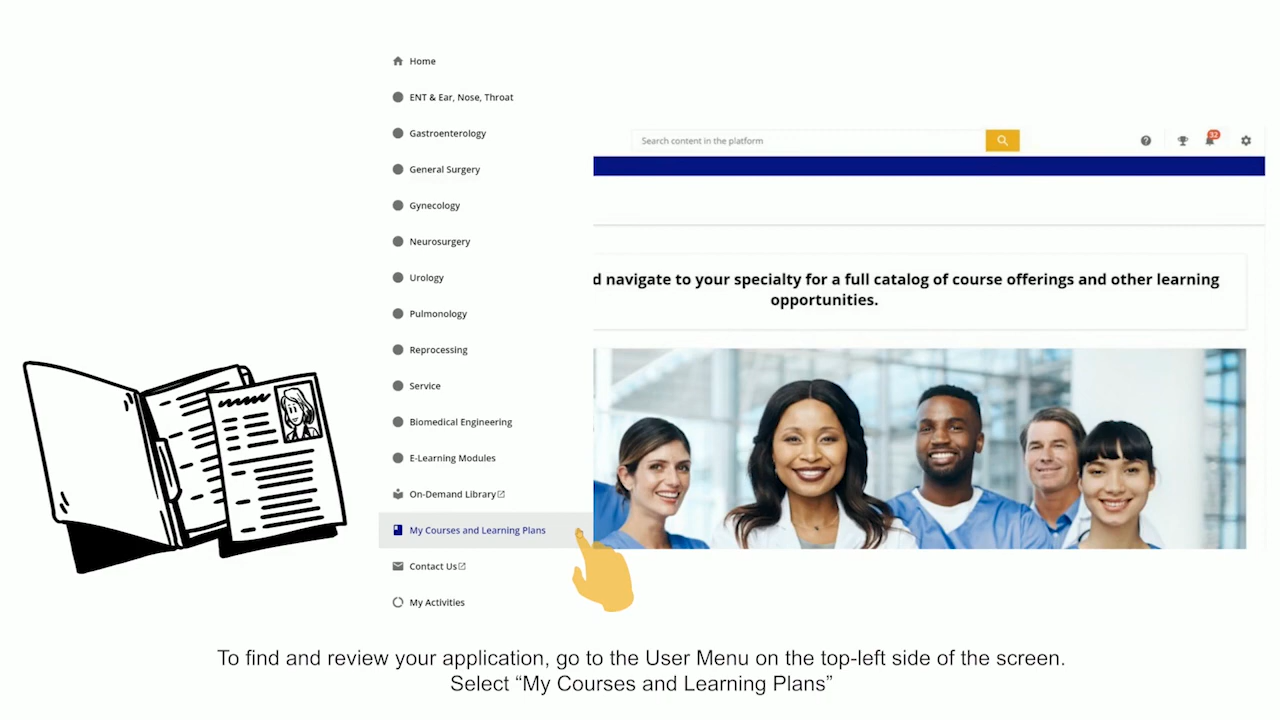 Home
ENT & Ear, Nose, Throat
Gastroenterology
General Surgery
Gynecology
Neurosurgery
Urology
Pulmonology
Reprocessing
Service
Biomedical Engineering
E-Learning Modules
On-Demand Library
My Courses and Learning Plans
Contact Us
My Activities
Search content in the platform
32
d navigate to your specialty for a full catalog of course offerings and other learning
opportunities.
To find and review your application, go to the User Menu on the top-left side of the screen.
Select “My Courses and Learning Plans”